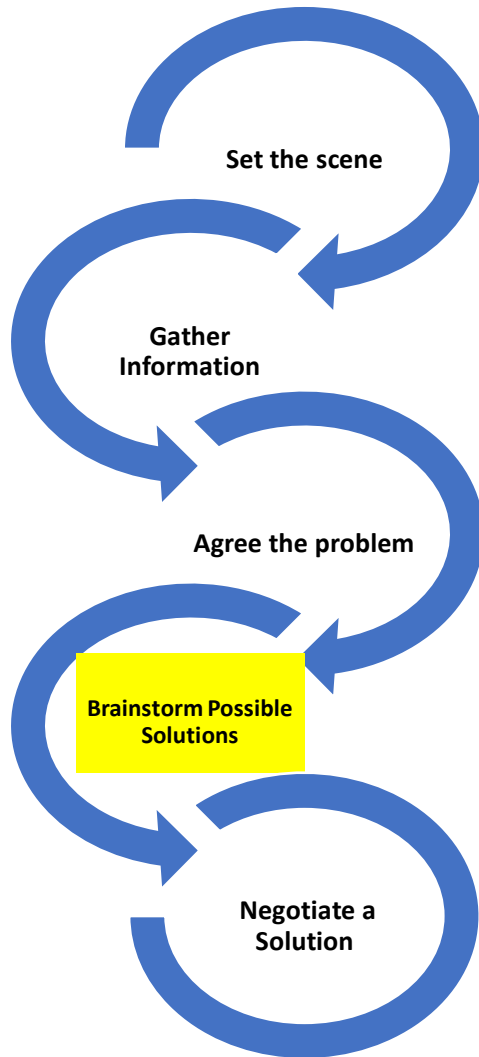 Set the scene
Gather
Information
Agree the problem
Brainstorm Possible
Solutions
Negotiate a
Solution